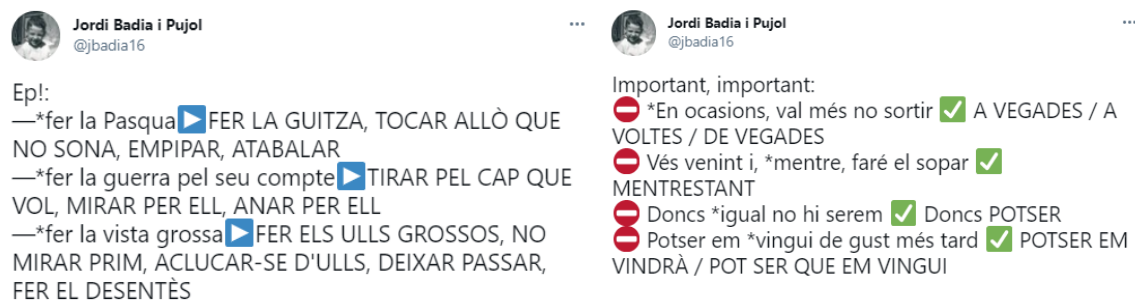 Jordi Badia i Pujol
@jbadia16
Ep!:
—*fer la Pasqua▶️FER LA GUITZA, TOCAR ALLÒ QUE
NO SONA, EMPIPAR, ATABALAR
—*fer la guerra pel seu compte▶️TIRAR PEL CAP QUE
VOL, MIRAR PER ELL, ANAR PER ELL
—*fer la vista grossa▶️FER ELS ULLS GROSSOS, NO
MIRAR PRIM, ACLUCAR-SE D'ULLS, DEIXAR PASSAR,
FER EL DESENTÈS
Jordi Badia i Pujol
@jbadia16
Important, important:
⛔ *En ocasions, val més no sortir ✅ A VEGADES / A
VOLTES / DE VEGADES
⛔ Vés venint i, *mentre, faré el sopar ✅
MENTRESTANT
⛔ Doncs *igual no hi serem ✅ Doncs POTSER
⛔ Potser em *vingui de gust més tard ✅ POTSER EM
VINDRÀ / POT SER QUE EM VINGUI